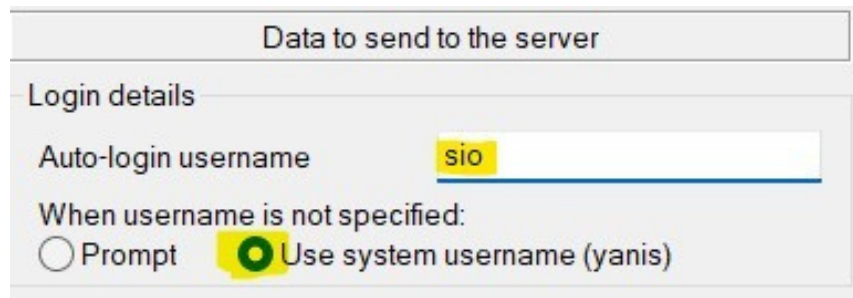 Data to send to the server
Login details
Auto-login username sio
When username is not specified:
Prompt Use system username (yanis)